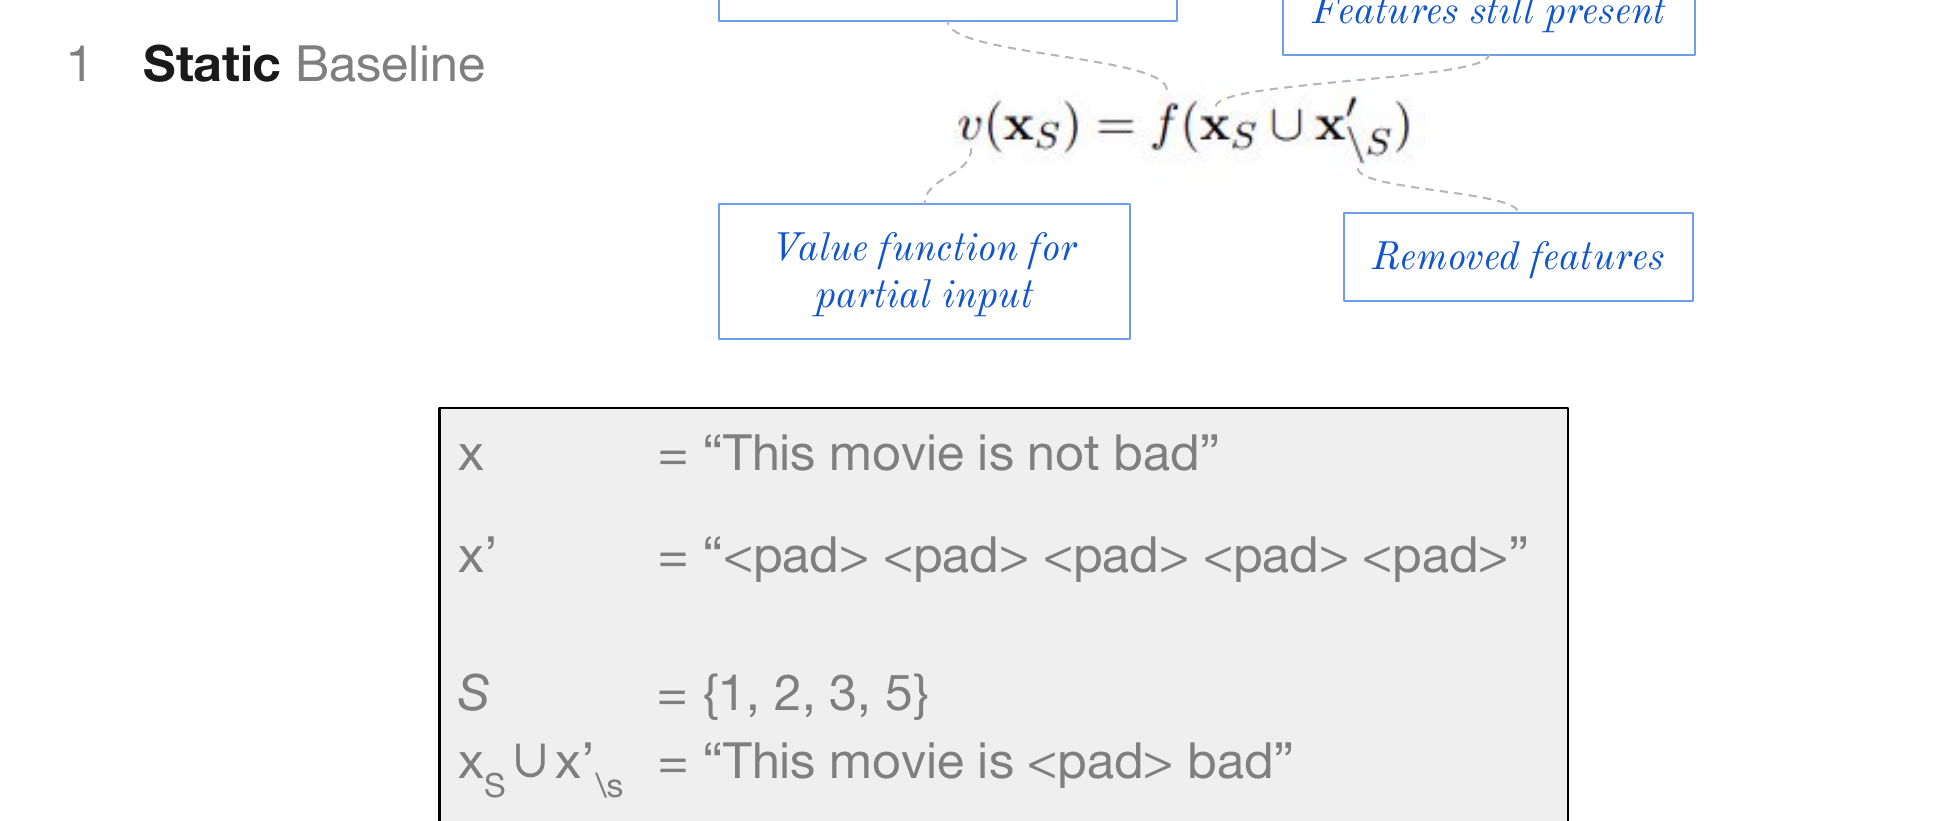 Features still present
1 Static Baseline
v(x_S) = f(x_S ∪ x′_\S)
Value function for
partial input
Removed features
x = “This movie is not bad”
x’ = “<pad> <pad> <pad> <pad> <pad>”
S = {1, 2, 3, 5}
x_S ∪ x’_\s = “This movie is <pad> bad”